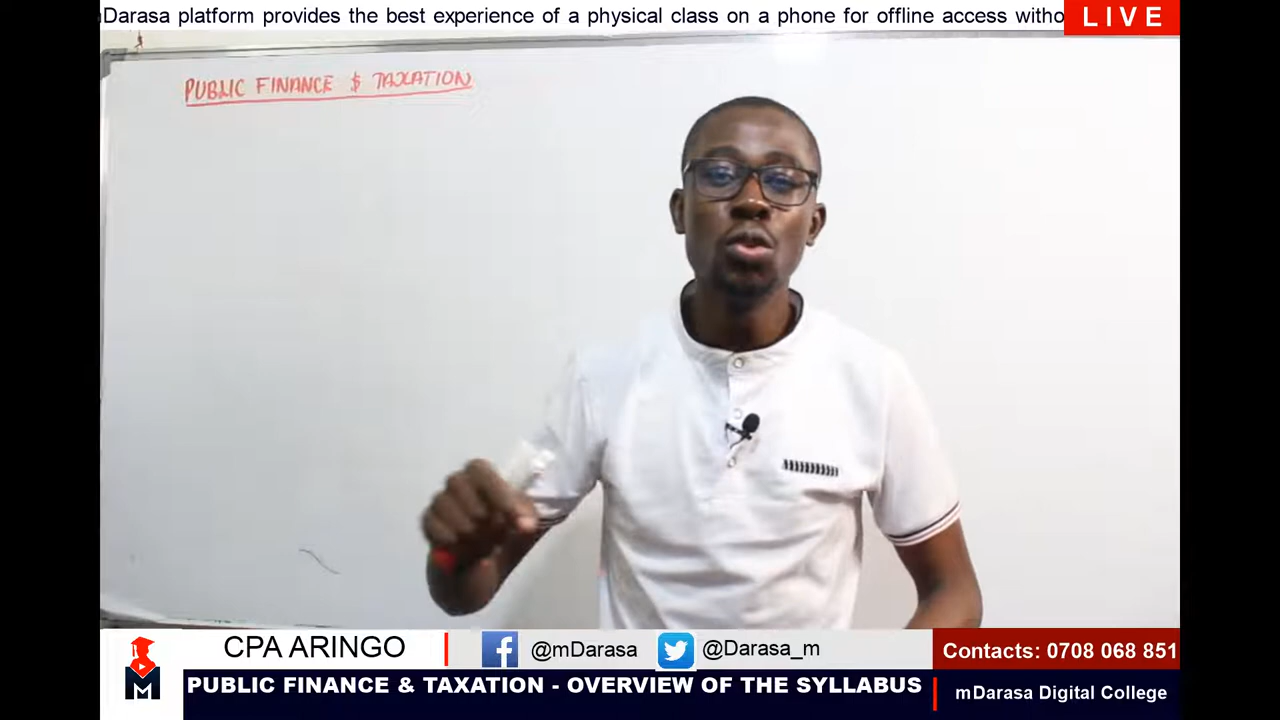 mDarasa platform provides the best experience of a physical class on a phone for offline access witho
LIVE
PUBLIC FINANCE $ TAXATION
CPA ARINGO
@mDarasa
@Darasa_m
Contacts: 0708 068 851
M
PUBLIC FINANCE & TAXATION - OVERVIEW OF THE SYLLABUS
mDarasa Digital College